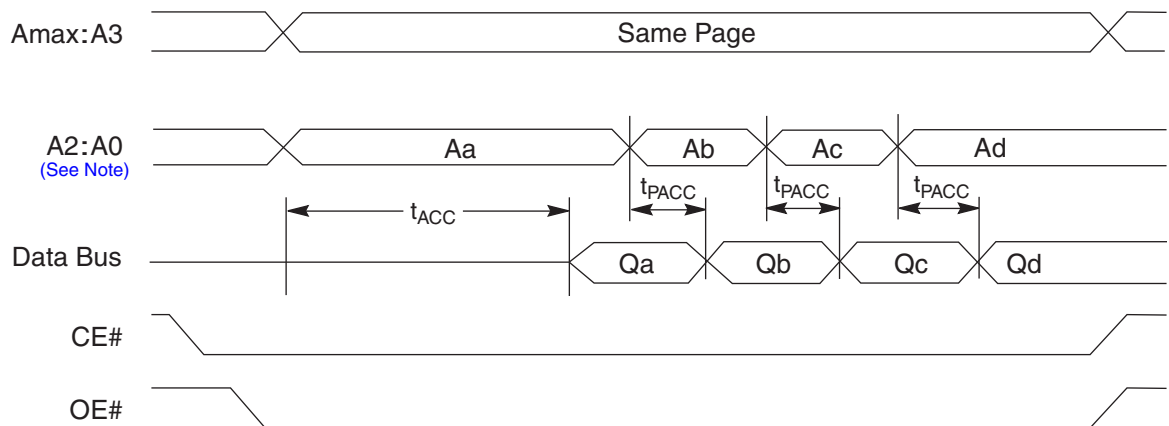 Amax:A3
Same Page
A2:A0
(See Note)
Aa
Ab
Ac
Ad
tACC
tPACC
tPACC
tPACC
Data Bus
Qa
Qb
Qc
Qd
CE#
OE#